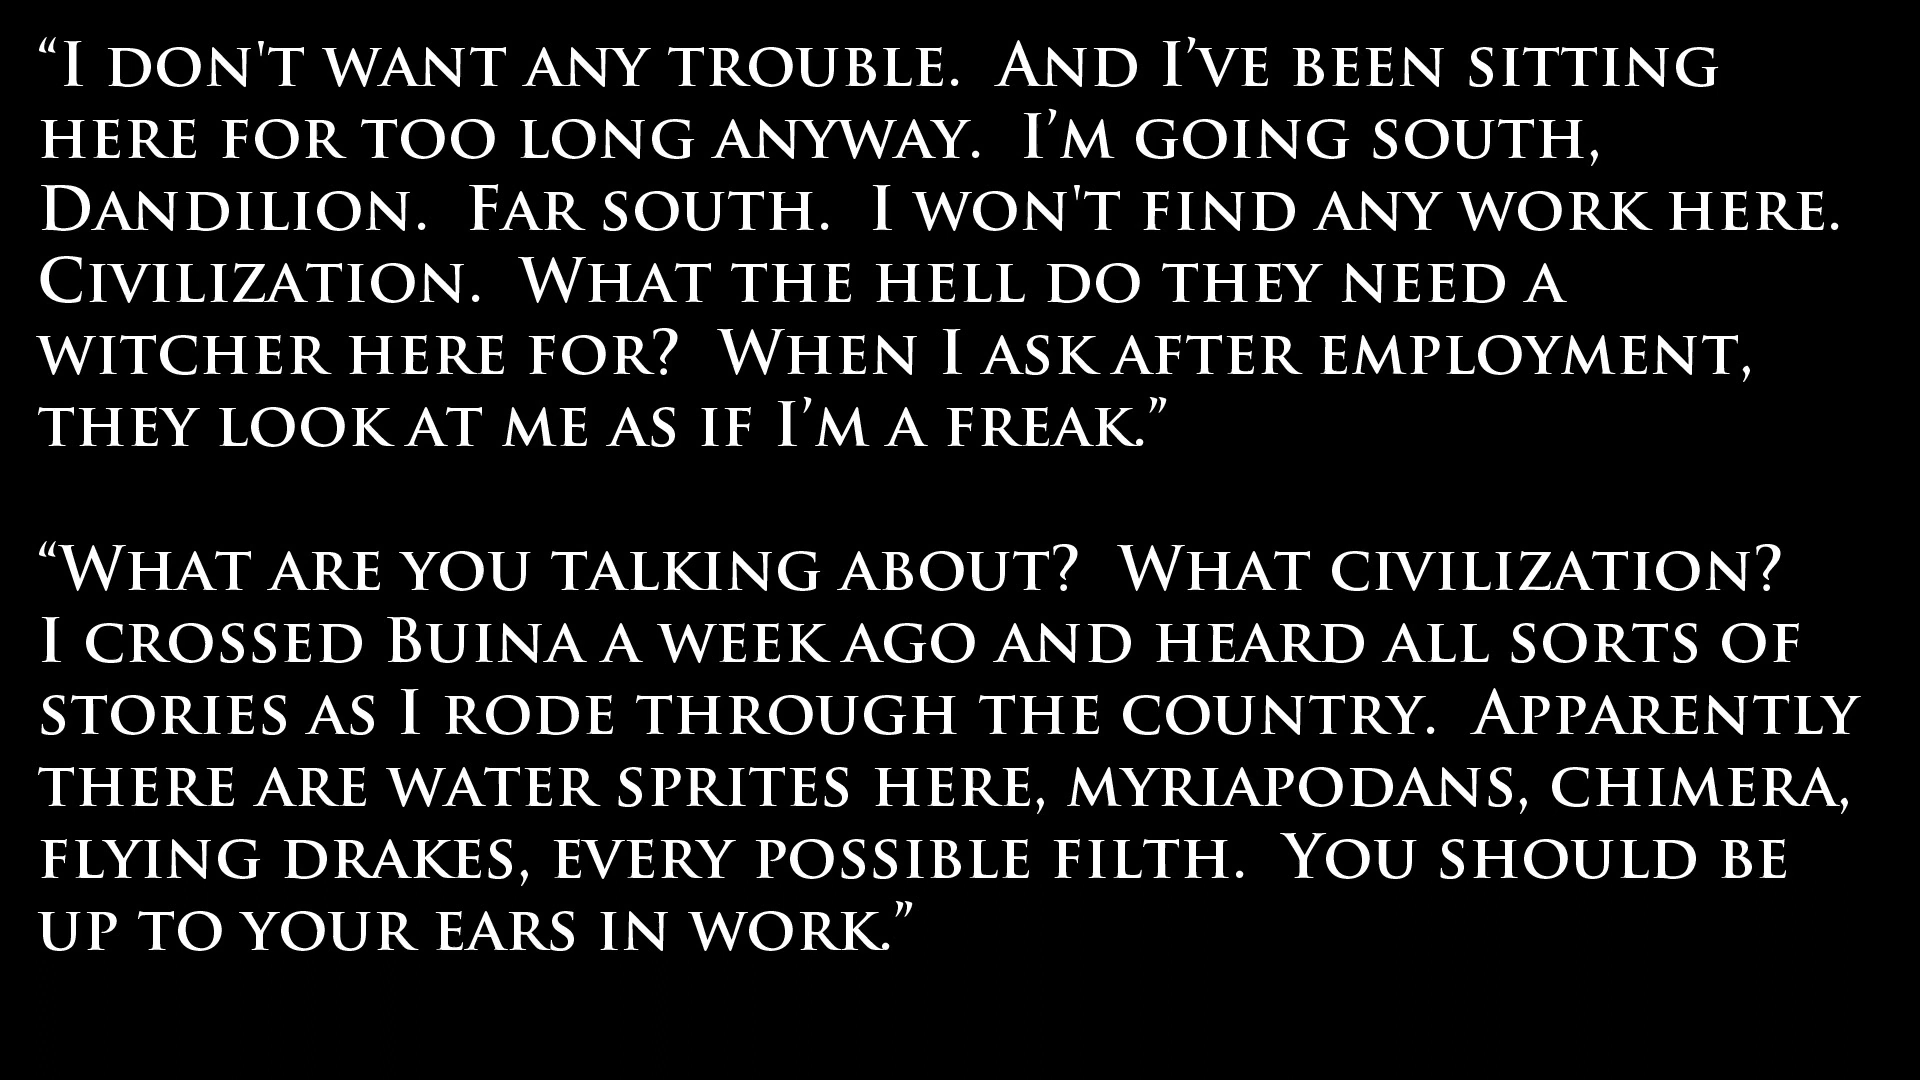 “I don't want any trouble.  And I’ve been sitting
here for too long anyway.  I’m going south,
Dandilion.  Far south.  I won't find any work here.
Civilization.  What the hell do they need a
witcher here for?  When I ask after employment,
they look at me as if I’m a freak.”
“What are you talking about?  What civilization?
I crossed Buina a week ago and heard all sorts of
stories as I rode through the country.  Apparently
there are water sprites here, myriapodans, chimera,
flying drakes, every possible filth.  You should be
up to your ears in work.”